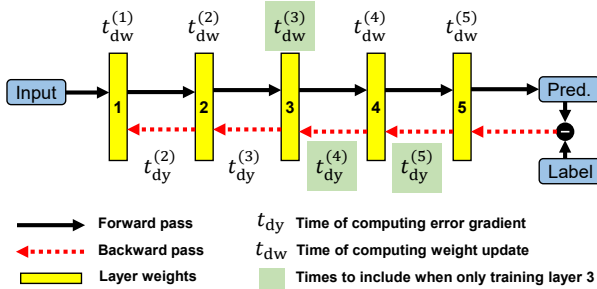 t_dw^(1) t_dw^(2) t_dw^(3) t_dw^(4) t_dw^(5)
Input 1 2 3 4 5 Pred.
−
t_dy^(2) t_dy^(3) t_dy^(4) t_dy^(5)
Label
Forward pass t_dy Time of computing error gradient
Backward pass t_dw Time of computing weight update
Layer weights Times to include when only training layer 3